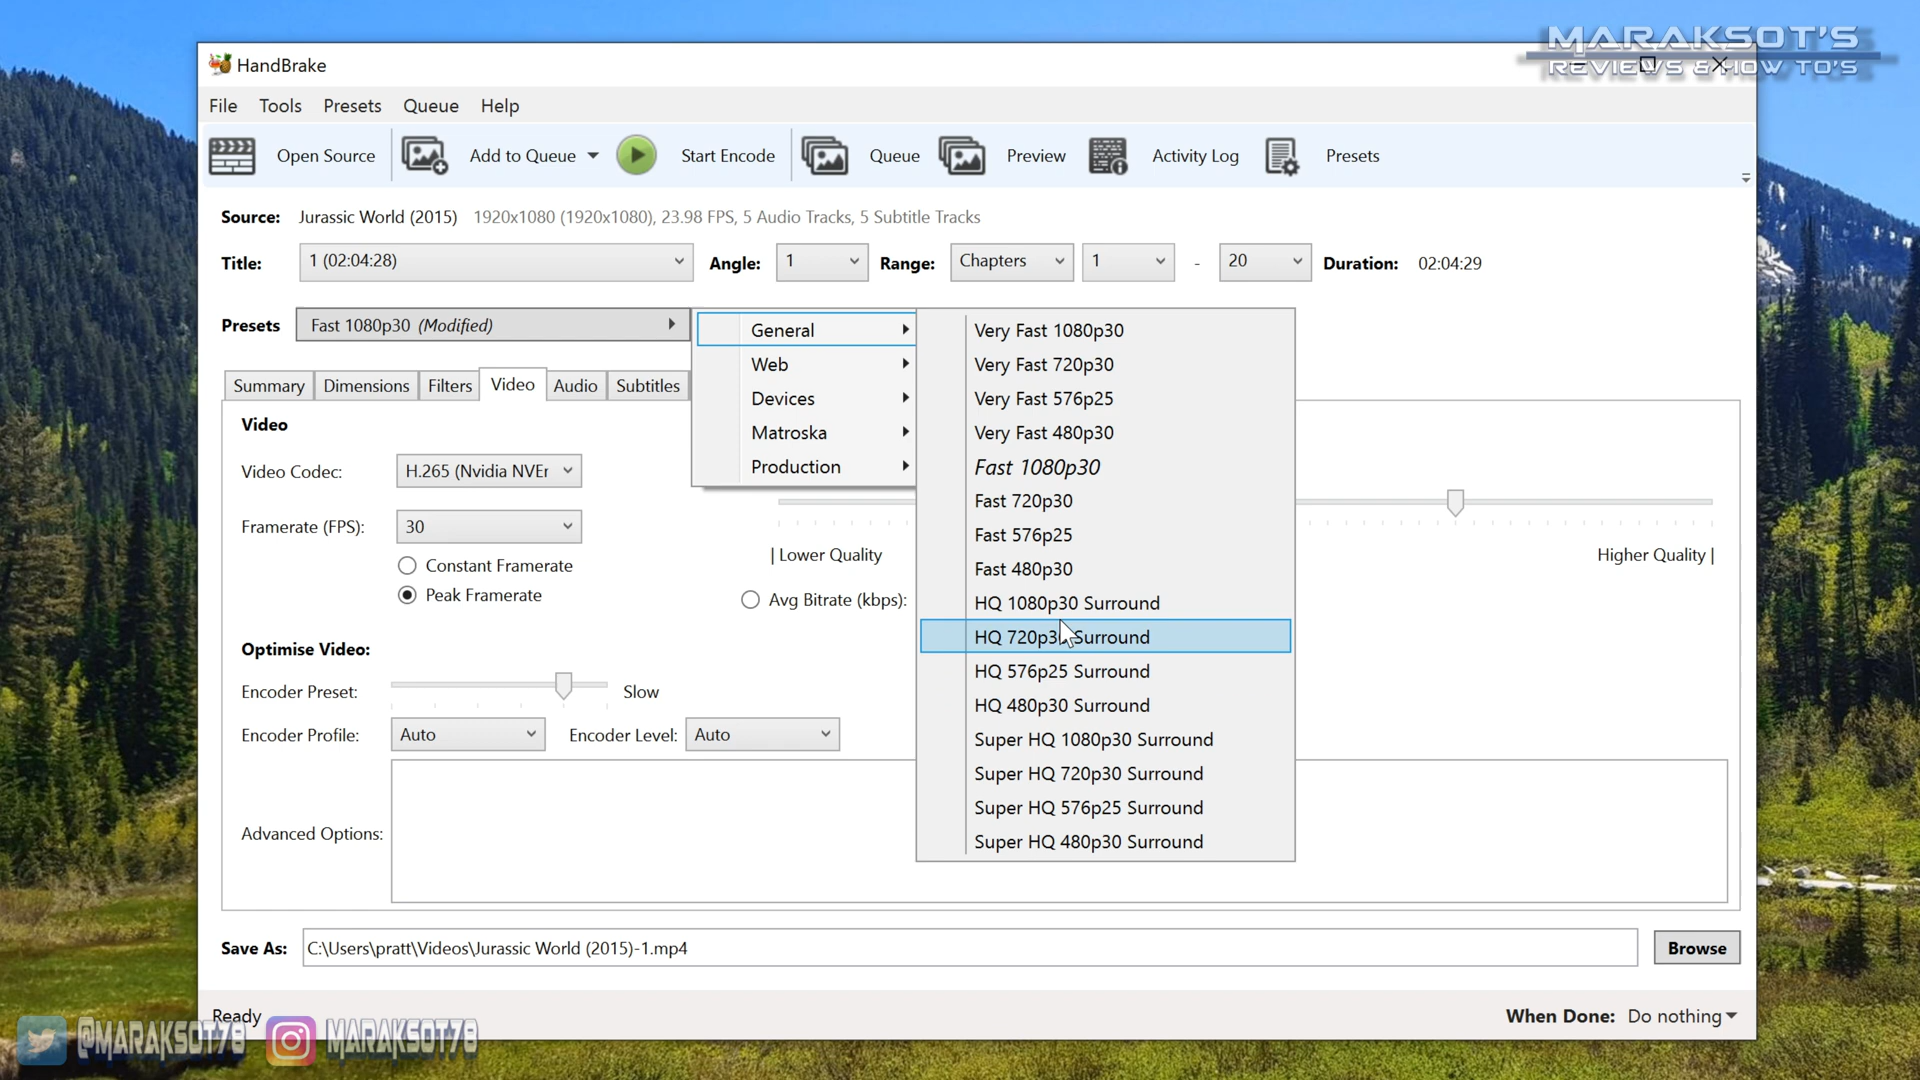 MARAKSOT'S
REVIEWS & HOW TO'S
HandBrake
File Tools Presets Queue Help
Open Source Add to Queue Start Encode Queue Preview Activity Log Presets
Source: Jurassic World (2015) 1920x1080 (1920x1080), 23.98 FPS, 5 Audio Tracks, 5 Subtitle Tracks
Title: 1 (02:04:28) Angle: 1 Range: Chapters 1 - 20 Duration: 02:04:29
Presets Fast 1080p30 (Modified)
General
Web
Devices
Matroska
Production
Very Fast 1080p30
Very Fast 720p30
Very Fast 576p25
Very Fast 480p30
Fast 1080p30
Fast 720p30
Fast 576p25
Fast 480p30
HQ 1080p30 Surround
HQ 720p30 Surround
HQ 576p25 Surround
HQ 480p30 Surround
Super HQ 1080p30 Surround
Super HQ 720p30 Surround
Super HQ 576p25 Surround
Super HQ 480p30 Surround
Summary Dimensions Filters Video Audio Subtitles
Video
Video Codec: H.265 (Nvidia NVEr
Framerate (FPS): 30
Constant Framerate
Peak Framerate
| Lower Quality Higher Quality |
Avg Bitrate (kbps):
Optimise Video:
Encoder Preset: Slow
Encoder Profile: Auto Encoder Level: Auto
Advanced Options:
Save As: C:\Users\pratt\Videos\Jurassic World (2015)-1.mp4 Browse
Ready When Done: Do nothing
@MARAKSOT78 MARAKSOT78